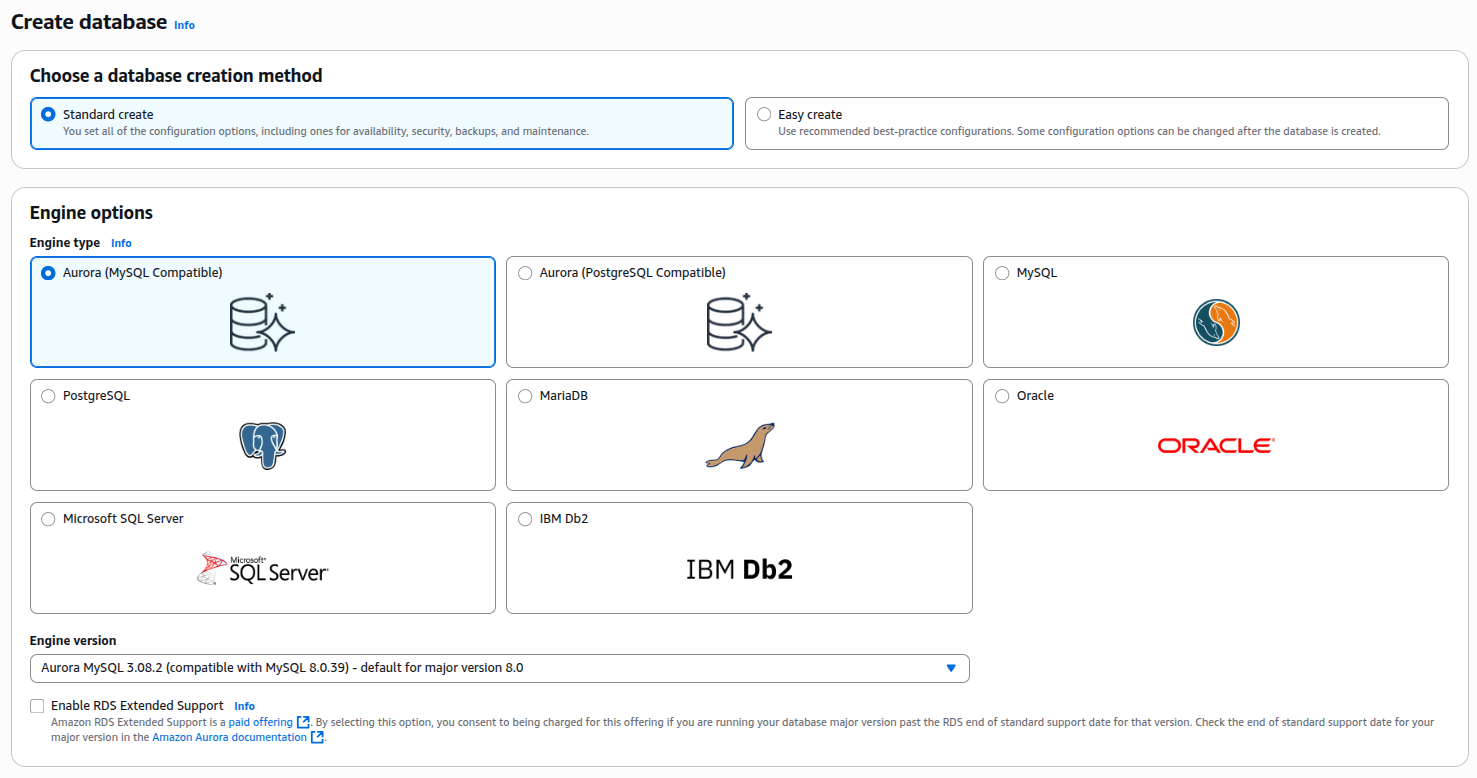 Create database Info
Choose a database creation method
Standard create
You set all of the configuration options, including ones for availability, security, backups, and maintenance.
Easy create
Use recommended best-practice configurations. Some configuration options can be changed after the database is created.
Engine options
Engine type Info
Aurora (MySQL Compatible)
Aurora (PostgreSQL Compatible)
MySQL
PostgreSQL
MariaDB
Oracle
ORACLE®
Microsoft SQL Server
Microsoft®
SQL Server®
IBM Db2
IBM Db2
Engine version
Aurora MySQL 3.08.2 (compatible with MySQL 8.0.39) - default for major version 8.0
Enable RDS Extended Support Info
Amazon RDS Extended Support is a paid offering. By selecting this option, you consent to being charged for this offering if you are running your database major version past the RDS end of standard support date for that version. Check the end of standard support date for your
major version in the Amazon Aurora documentation.